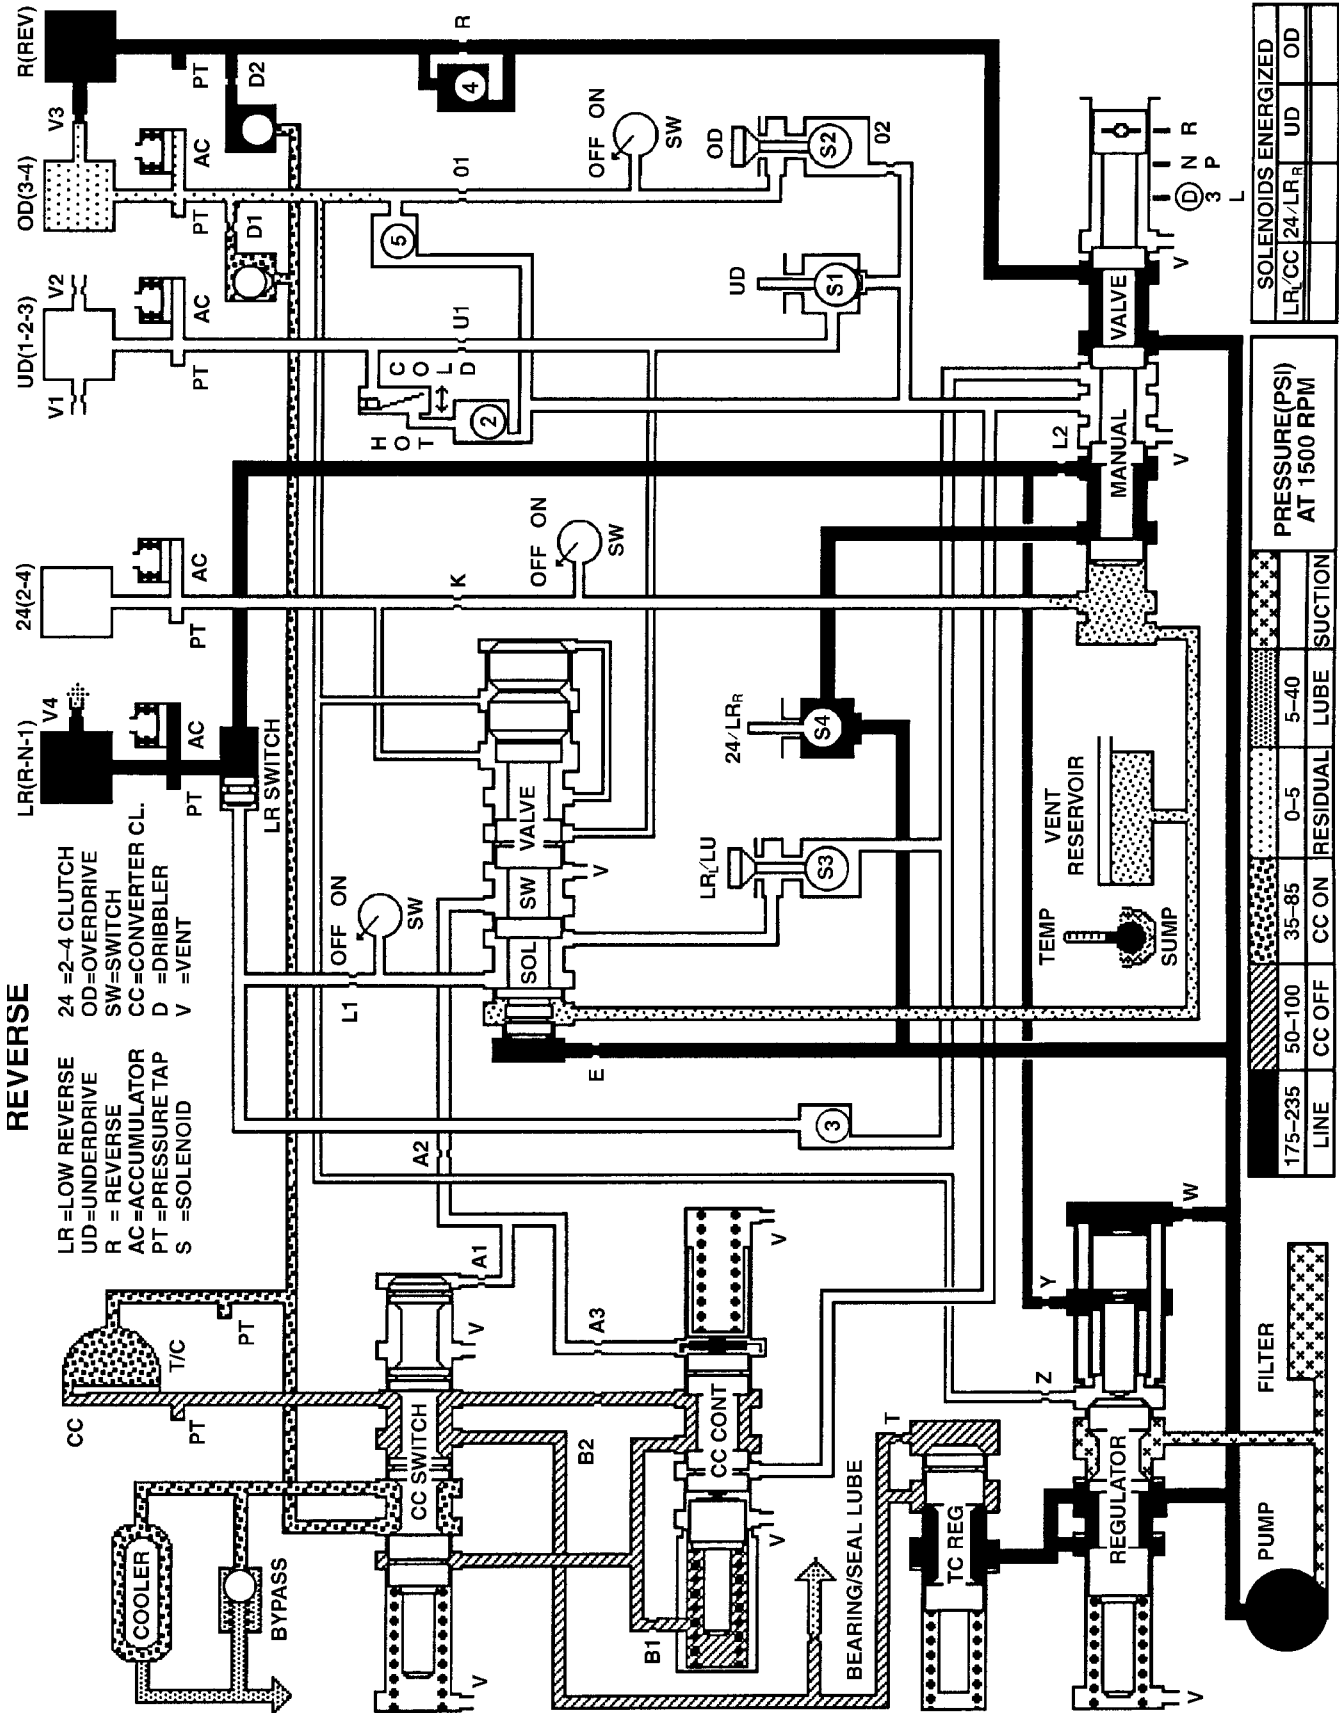 REVERSE
LR =LOW REVERSE
UD=UNDERDRIVE
R = REVERSE
AC=ACCUMULATOR
PT =PRESSURE TAP
S =SOLENOID
24 =2-4 CLUTCH
OD=OVERDRIVE
SW=SWITCH
CC=CONVERTER CL.
D =DRIBBLER
V =VENT
LR(R-N-1)
V4
24(2-4)
UD(1-2-3)
V1
V2
OD(3-4)
V3
R(REV)
PT
AC
PT
AC
PT
AC
PT
AC
PT
D1
D2
LR SWITCH
CC
T/C
PT
PT
COOLER
BYPASS
A1
A2
A3
L1
OFF ON
SW
K
OFF ON
SW
HOT
COLD
2
U1
5
O1
4
R
OFF ON
SW
E
SOL SW VALVE
V
CC SWITCH
V
V
B2
B1
CC CONT
V
V
3
LRL/LU
S3
24/LRR
S4
UD
S1
OD
S2
02
BEARING/SEAL LUBE
T
TC REG
REGULATOR
V
Z
Y
W
PUMP
FILTER
TEMP
SUMP
VENT
RESERVOIR
L2
MANUAL VALVE
V
V
D N R
3 P
L
175-235
LINE
50-100
CC OFF
35-85
CC ON
0-5
RESIDUAL
5-40
LUBE
SUCTION
PRESSURE(PSI)
AT 1500 RPM
SOLENOIDS ENERGIZED
LRL/CC 24/LRR UD OD